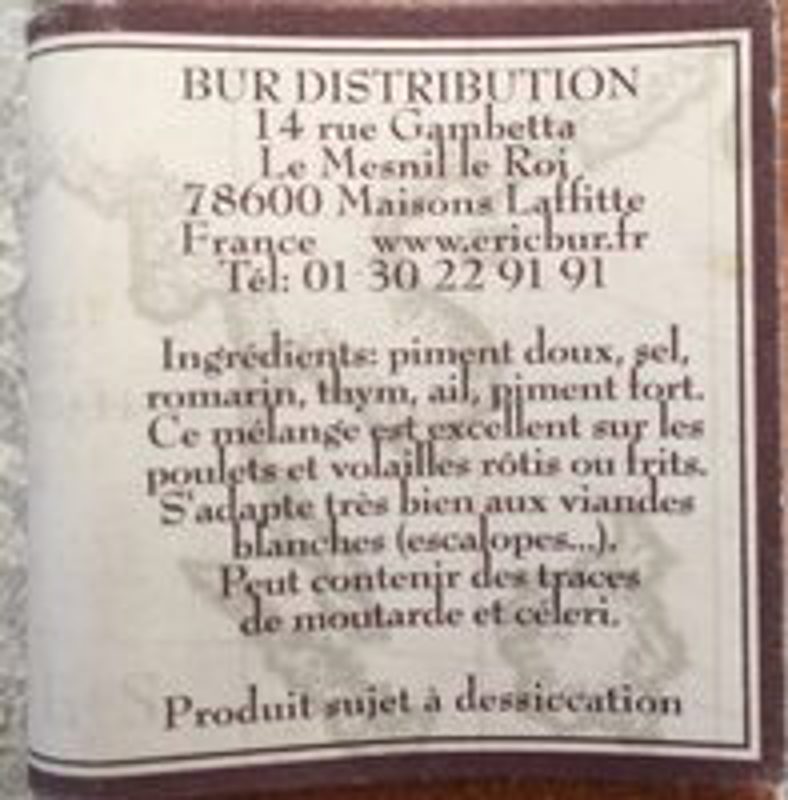 BUR DISTRIBUTION
14 rue Gambetta
Le Mesnil le Roi
78600 Maisons Laffitte
France www.ericbur.fr
Tél: 01 30 22 91 91
Ingrédients: piment doux, sel,
romarin, thym, ail, piment fort.
Ce mélange est excellent sur les
poulets et volailles rôtis ou frits.
S'adapte très bien aux viandes
blanches (escalopes...).
Peut contenir des traces
de moutarde et céleri.
Produit sujet à dessiccation